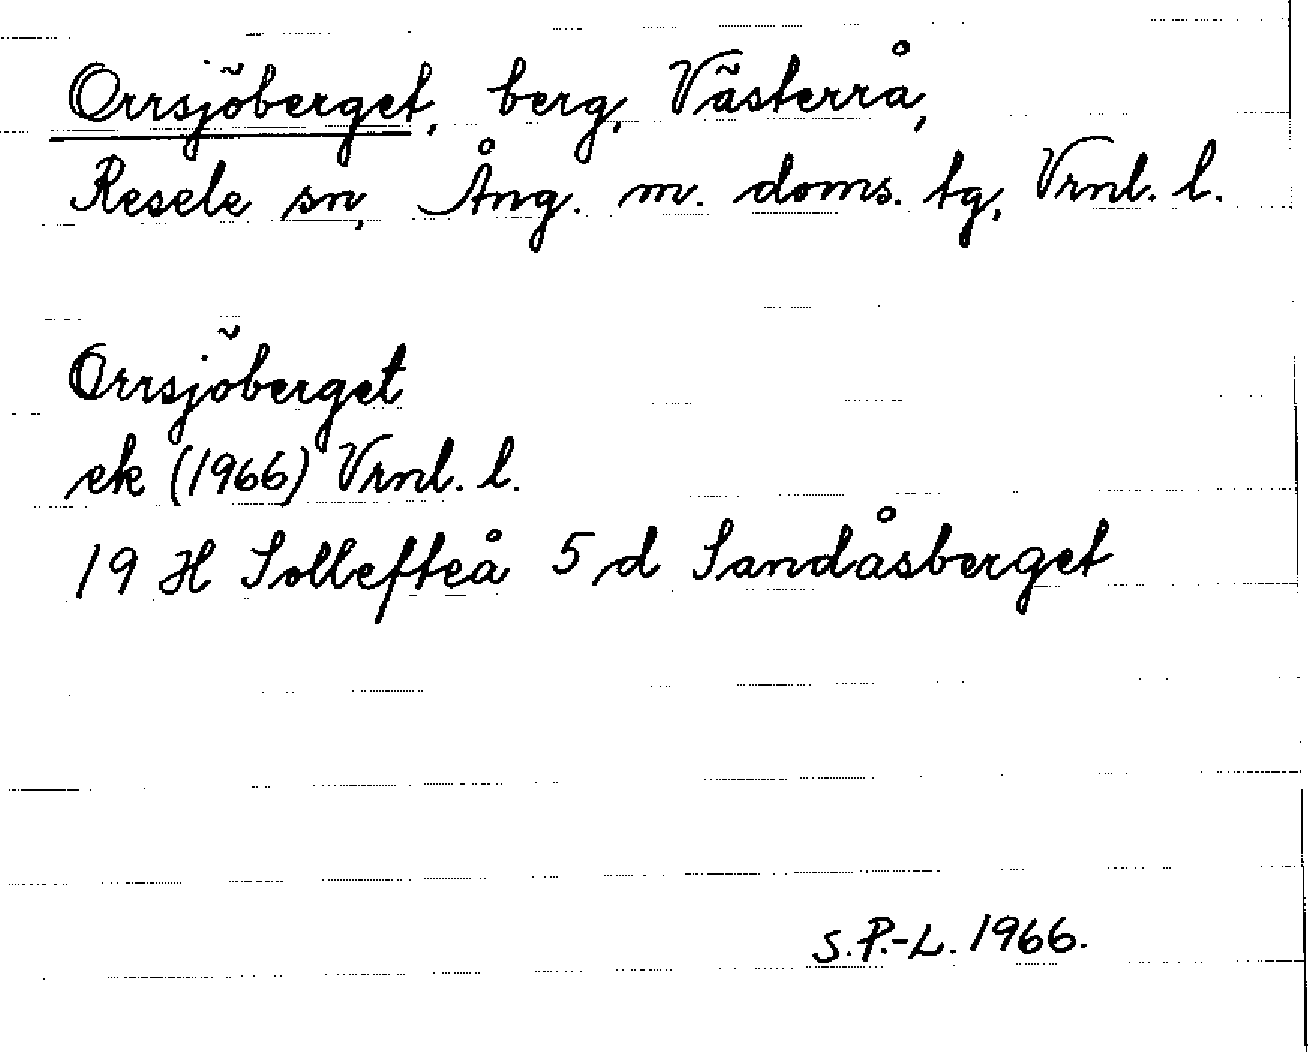 Orrsjöberget, berg, Västerrå,
Resele sn, Ång. m. doms. tg, Vrnl. l.
Orrsjöberget
ek (1966) Vrnl. l.
19 H Sollefteå 5 d Sandåsberget
S.P.-L. 1966.